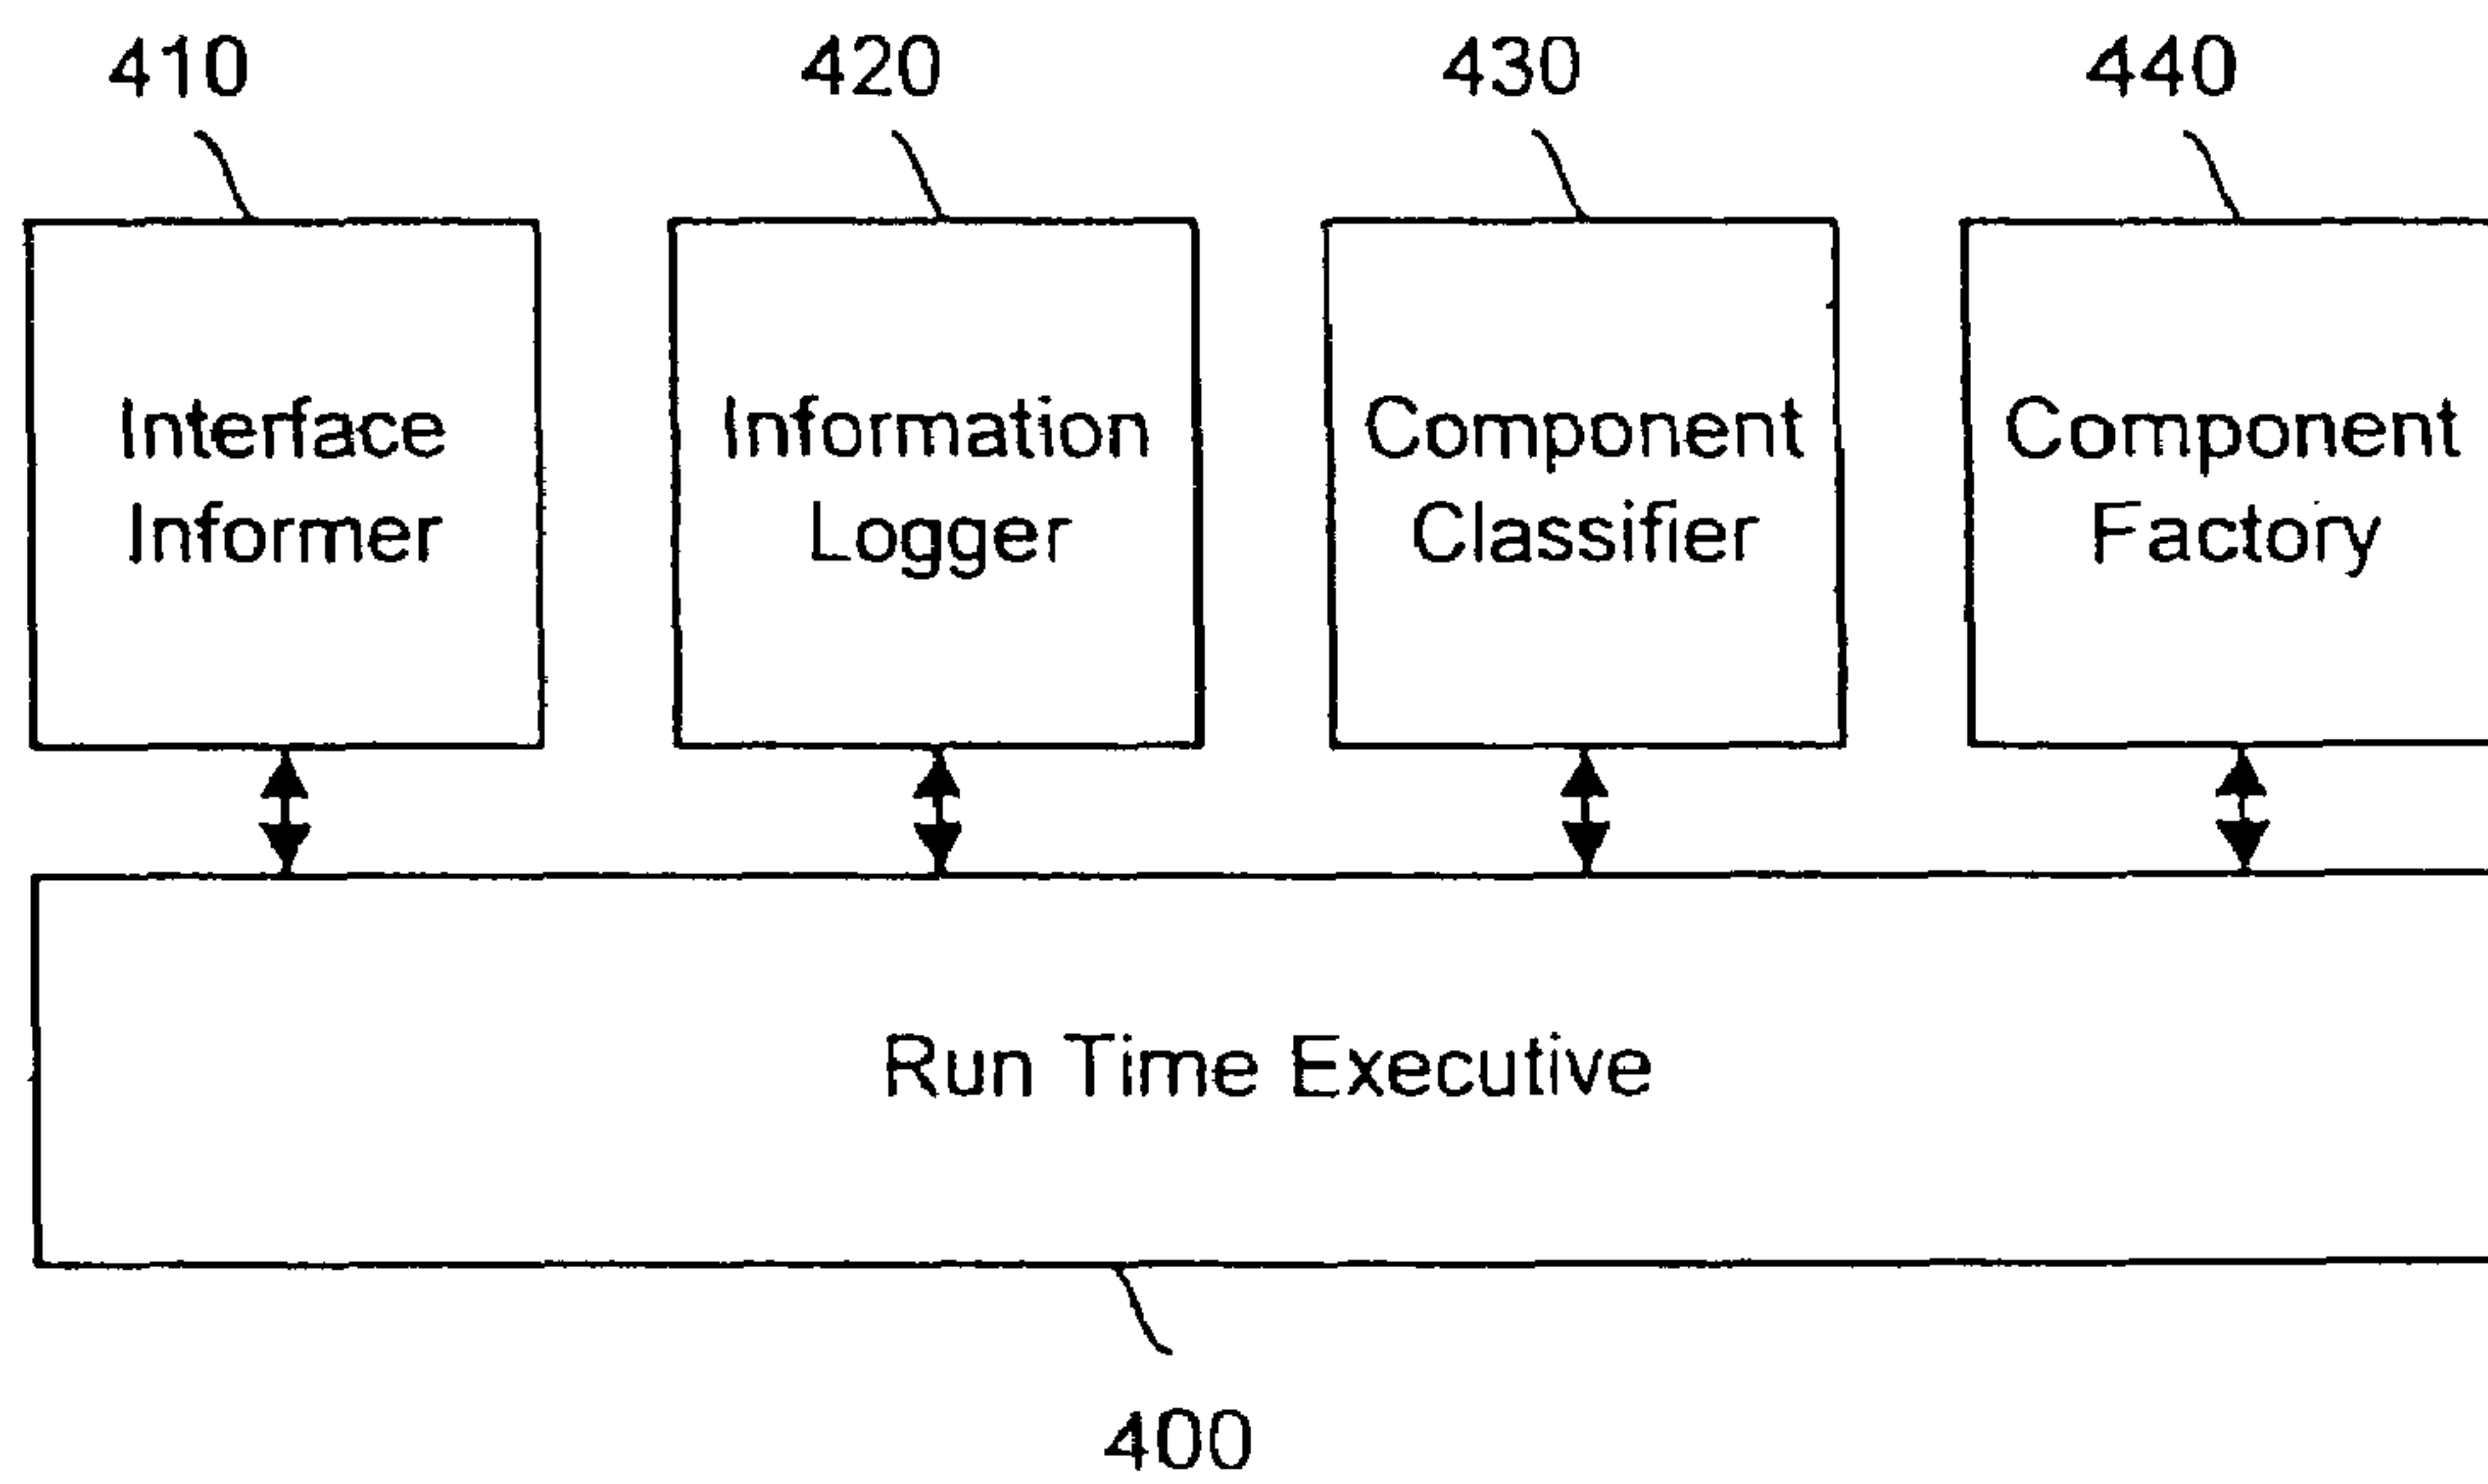 410
420
430
440
Interface
Informer
Information
Logger
Component
Classifier
Component
Factory
Run Time Executive
400